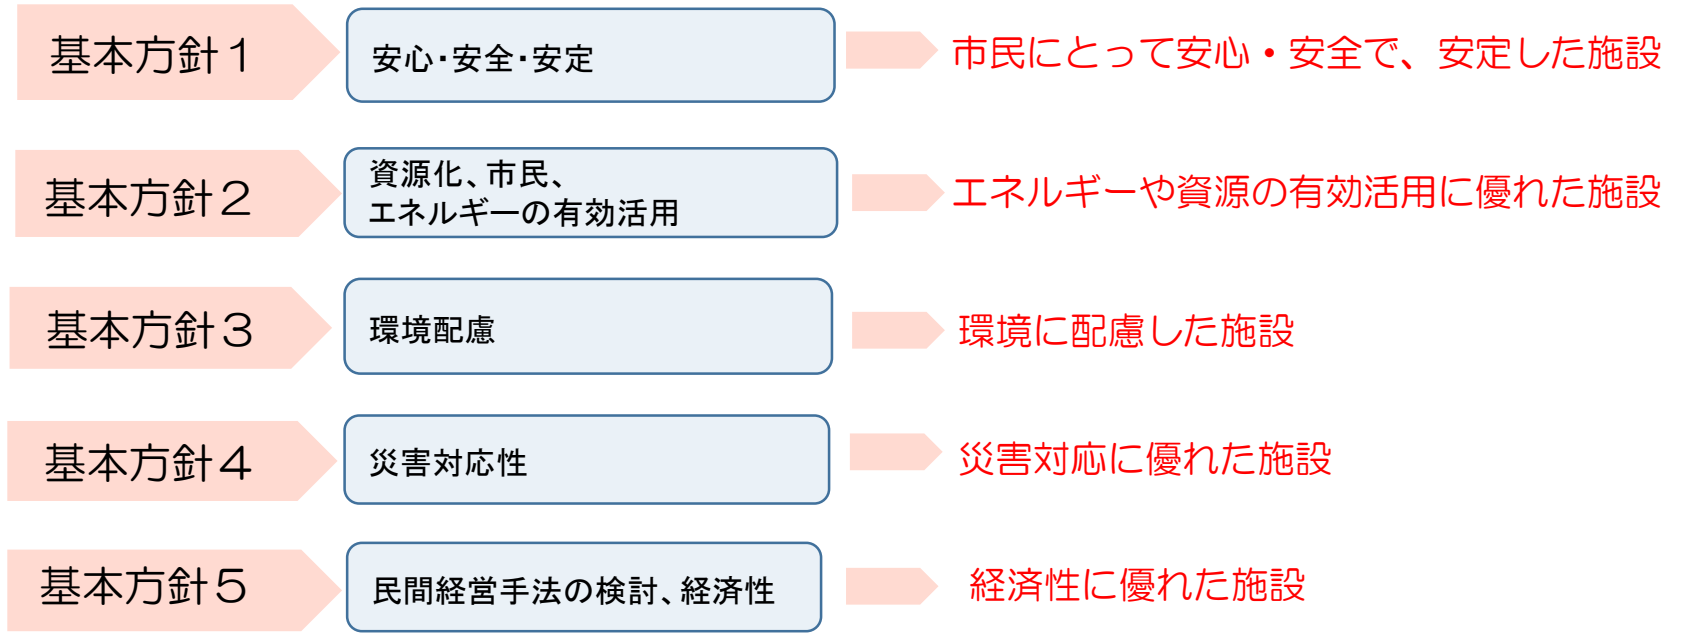 基本方針１
安心・安全・安定
市民にとって安心・安全で、安定した施設
基本方針２
資源化、市民、
エネルギーの有効活用
エネルギーや資源の有効活用に優れた施設
基本方針３
環境配慮
環境に配慮した施設
基本方針４
災害対応性
災害対応に優れた施設
基本方針５
民間経営手法の検討、経済性
経済性に優れた施設